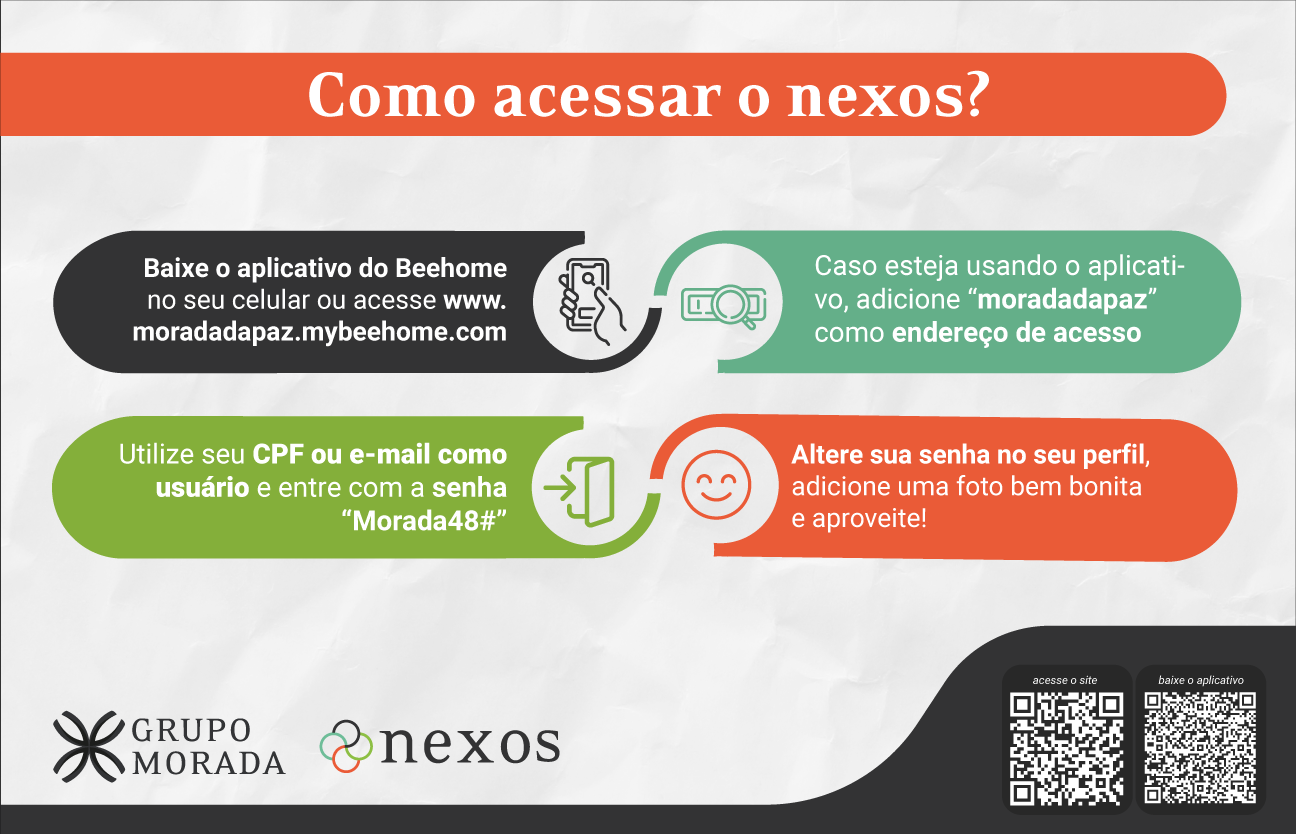 Como acessar o nexos?
Baixe o aplicativo do Beehome
no seu celular ou acesse www.
moradadapaz.mybeehome.com
Caso esteja usando o aplicati-
vo, adicione “moradadapaz”
como endereço de acesso
Utilize seu CPF ou e-mail como
usuário e entre com a senha
“Morada48#”
Altere sua senha no seu perfil,
adicione uma foto bem bonita
e aproveite!
acesse o site
baixe o aplicativo
GRUPO
MORADA
nexos